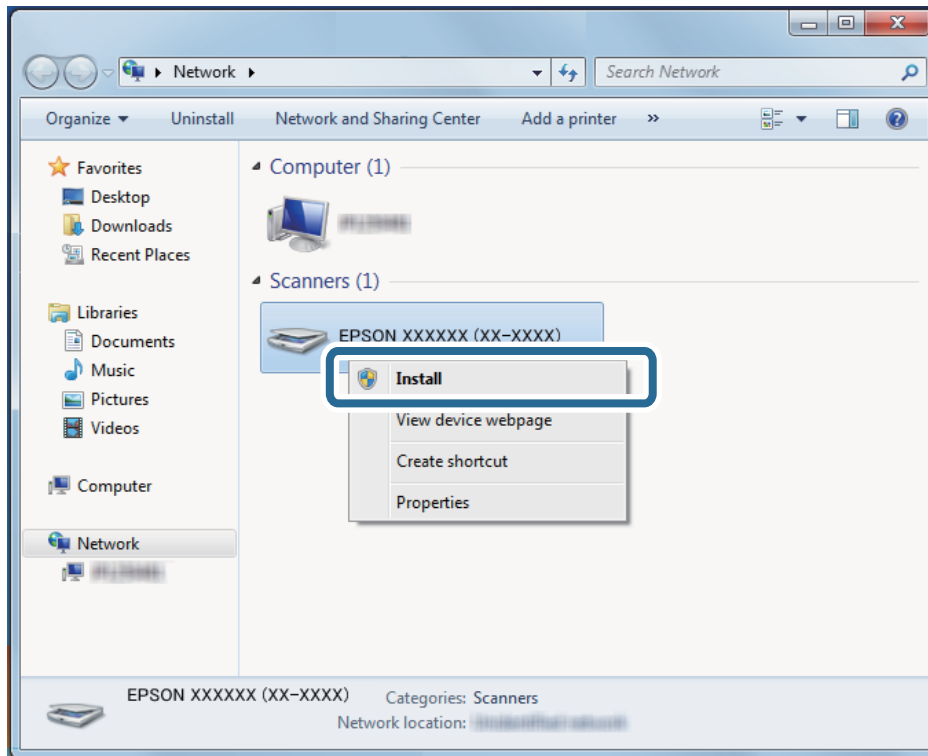 Network
Search Network
Organize Uninstall Network and Sharing Center Add a printer »
Favorites
Desktop
Downloads
Recent Places
Libraries
Documents
Music
Pictures
Videos
Computer
Network
Computer (1)
Scanners (1)
EPSON XXXXXX (XX-XXXX)
Install
View device webpage
Create shortcut
Properties
EPSON XXXXXX (XX-XXXX) Categories: Scanners
Network location: